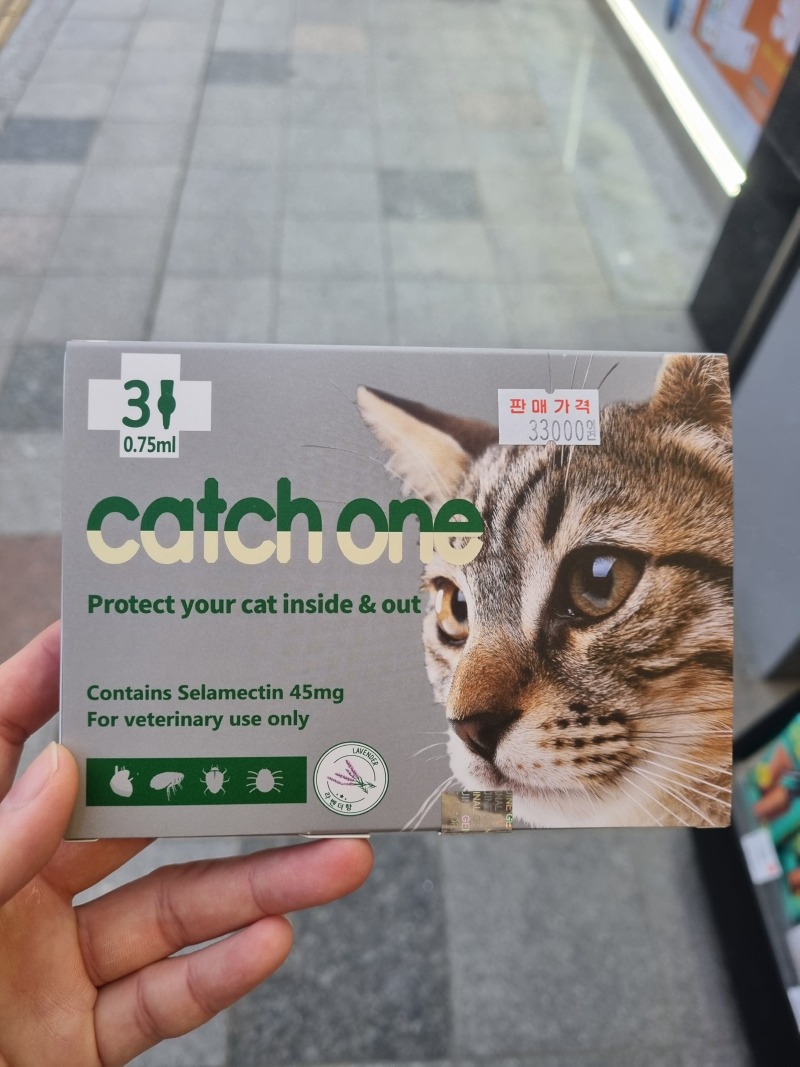 3
0.75ml
판매가격
33000원
catch one
Protect your cat inside & out
Contains Selamectin 45mg
For veterinary use only
LAVENDER
라벤더향